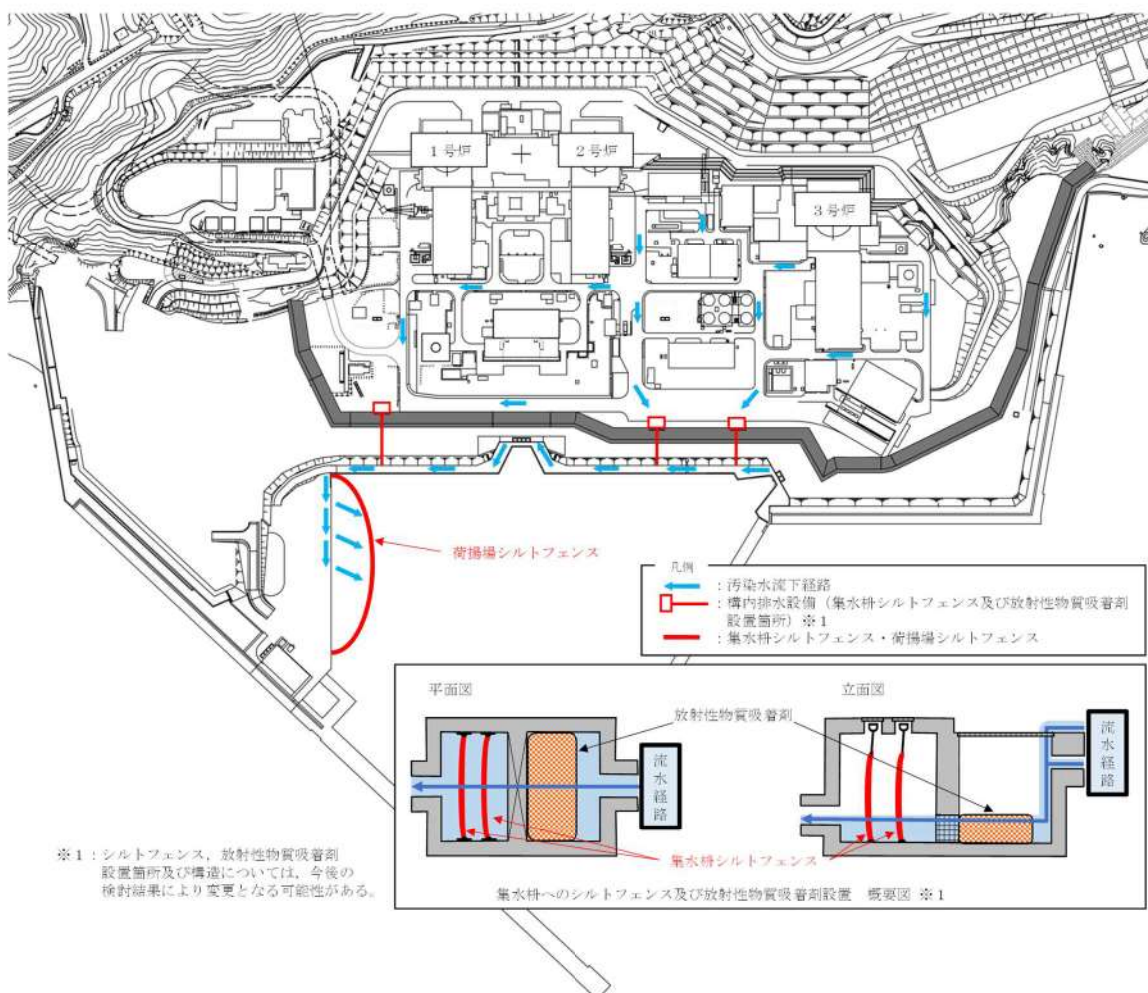 1号炉
2号炉
3号炉
荷揚場シルトフェンス
凡例
：汚染水流下経路
：構内排水設備（集水枡シルトフェンス及び放射性物質吸着剤
設置箇所）※１
：集水枡シルトフェンス・荷揚場シルトフェンス
平面図
立面図
放射性物質吸着剤
流水経路
流水経路
集水枡シルトフェンス
集水枡へのシルトフェンス及び放射性物質吸着剤設置　概要図 ※１
※１：シルトフェンス，放射性物質吸着剤
設置箇所及び構造については，今後の
検討結果により変更となる可能性がある。